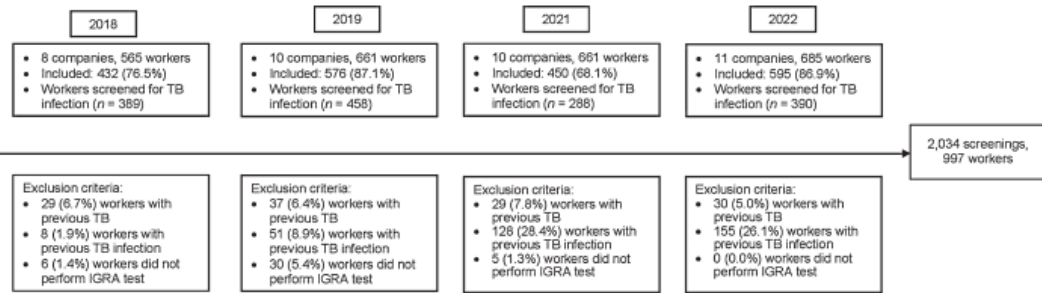 2018
2019
2021
2022
• 8 companies, 565 workers
• Included: 432 (76.5%)
• Workers screened for TB
infection (n = 389)
• 10 companies, 661 workers
• Included: 576 (87.1%)
• Workers screened for TB
infection (n = 458)
• 10 companies, 661 workers
• Included: 450 (68.1%)
• Workers screened for TB
infection (n = 288)
• 11 companies, 685 workers
• Included: 595 (86.9%)
• Workers screened for TB
infection (n = 390)
2,034 screenings,
997 workers
Exclusion criteria:
• 29 (6.7%) workers with
previous TB
• 8 (1.9%) workers with
previous TB infection
• 6 (1.4%) workers did not
perform IGRA test
Exclusion criteria:
• 37 (6.4%) workers with
previous TB
• 51 (8.9%) workers with
previous TB infection
• 30 (5.4%) workers did not
perform IGRA test
Exclusion criteria:
• 29 (7.8%) workers with
previous TB
• 128 (28.4%) workers with
previous TB infection
• 5 (1.3%) workers did not
perform IGRA test
Exclusion criteria:
• 30 (5.0%) workers with
previous TB
• 155 (26.1%) workers with
previous TB infection
• 0 (0.0%) workers did not
perform IGRA test